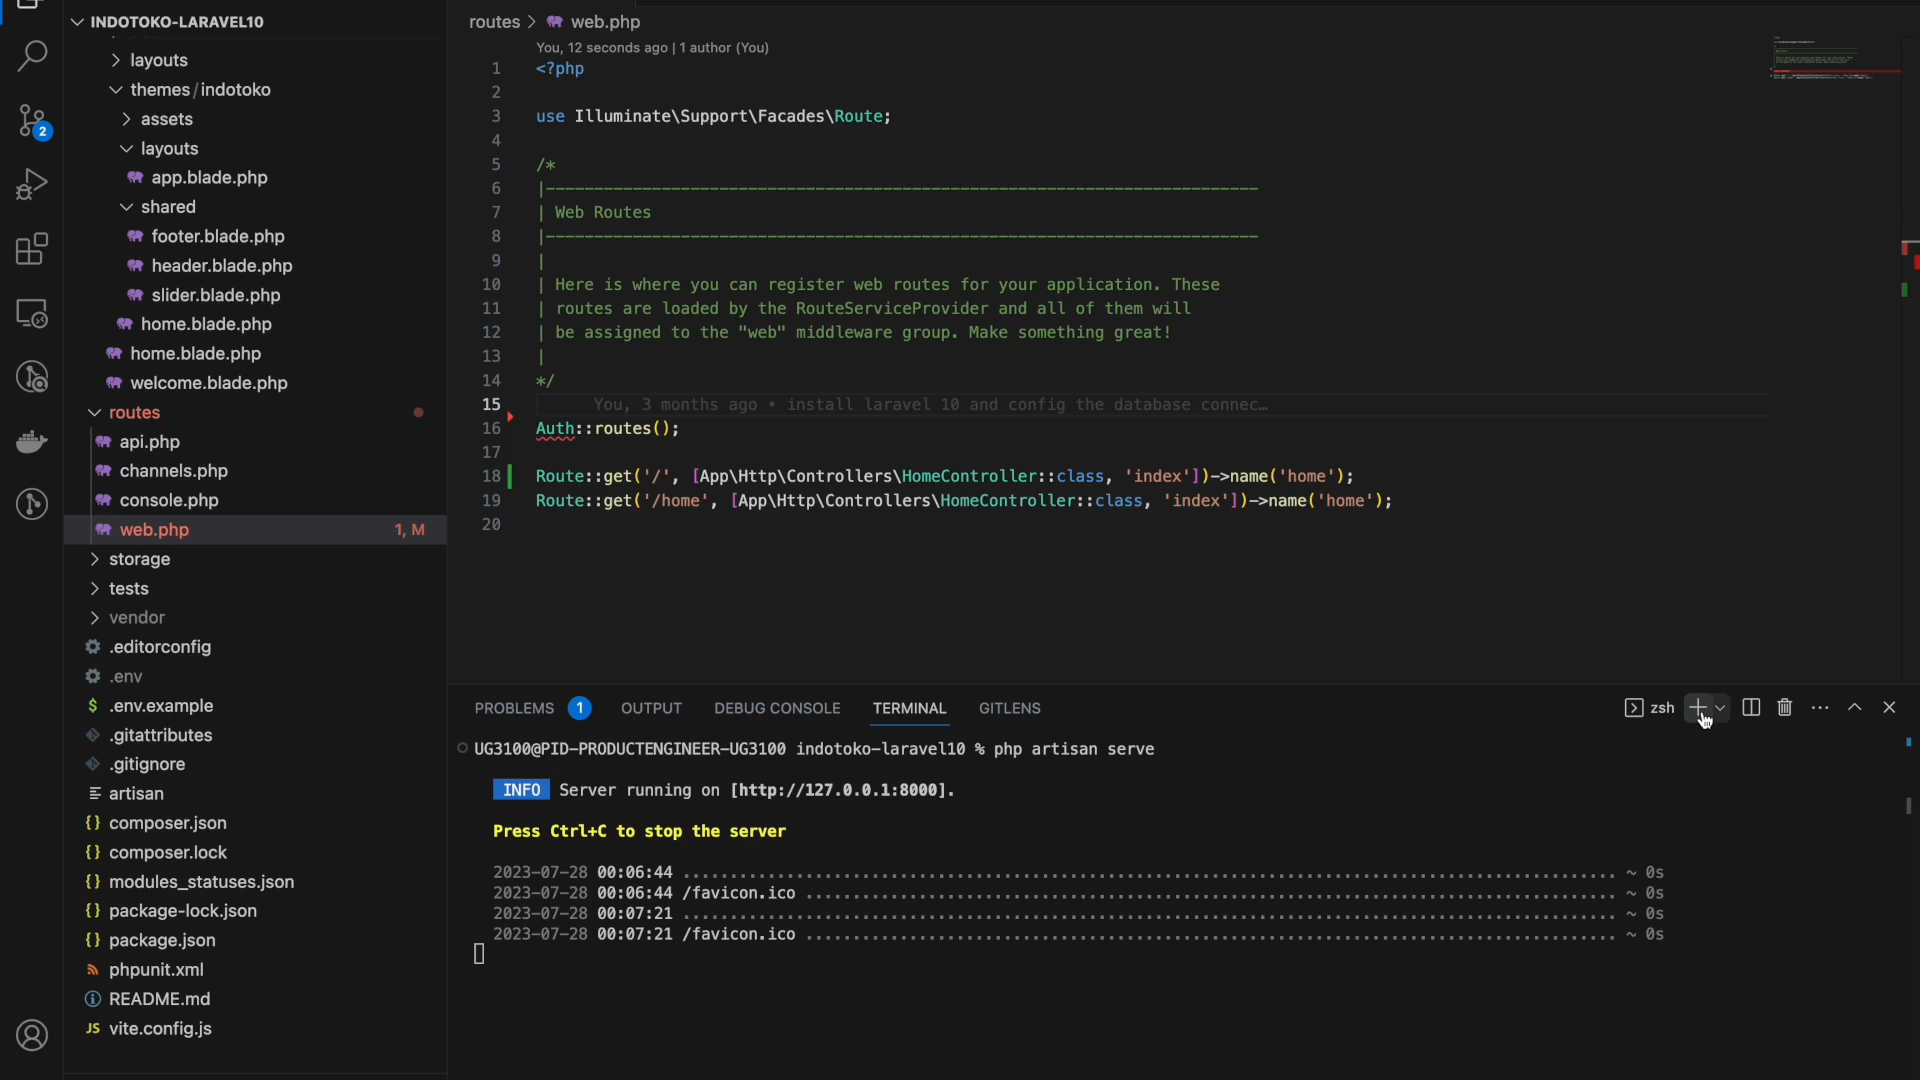 INDOTOKO-LARAVEL10
layouts
themes/indotoko
assets
layouts
app.blade.php
shared
footer.blade.php
header.blade.php
slider.blade.php
home.blade.php
home.blade.php
welcome.blade.php
routes
api.php
channels.php
console.php
web.php 1, M
storage
tests
vendor
.editorconfig
.env
$ .env.example
.gitattributes
.gitignore
artisan
{} composer.json
{} composer.lock
{} modules_statuses.json
{} package-lock.json
{} package.json
phpunit.xml
README.md
JS vite.config.js
2
routes > web.php
You, 12 seconds ago | 1 author (You)
1 <?php
2
3 use Illuminate\Support\Facades\Route;
4
5 /*
6 |--------------------------------------------------------------------------
7 | Web Routes
8 |--------------------------------------------------------------------------
9 |
10 | Here is where you can register web routes for your application. These
11 | routes are loaded by the RouteServiceProvider and all of them will
12 | be assigned to the "web" middleware group. Make something great!
13 |
14 */
15 You, 3 months ago • install laravel 10 and config the database connec…
16 Auth::routes();
17
18 Route::get('/', [App\Http\Controllers\HomeController::class, 'index'])->name('home');
19 Route::get('/home', [App\Http\Controllers\HomeController::class, 'index'])->name('home');
20
PROBLEMS 1 OUTPUT DEBUG CONSOLE TERMINAL GITLENS zsh
UG3100@PID-PRODUCTENGINEER-UG3100 indotoko-laravel10 % php artisan serve
INFO Server running on [http://127.0.0.1:8000].
Press Ctrl+C to stop the server
2023-07-28 00:06:44 ................................................................................................... ~ 0s
2023-07-28 00:06:44 /favicon.ico ...................................................................................... ~ 0s
2023-07-28 00:07:21 ................................................................................................... ~ 0s
2023-07-28 00:07:21 /favicon.ico ...................................................................................... ~ 0s